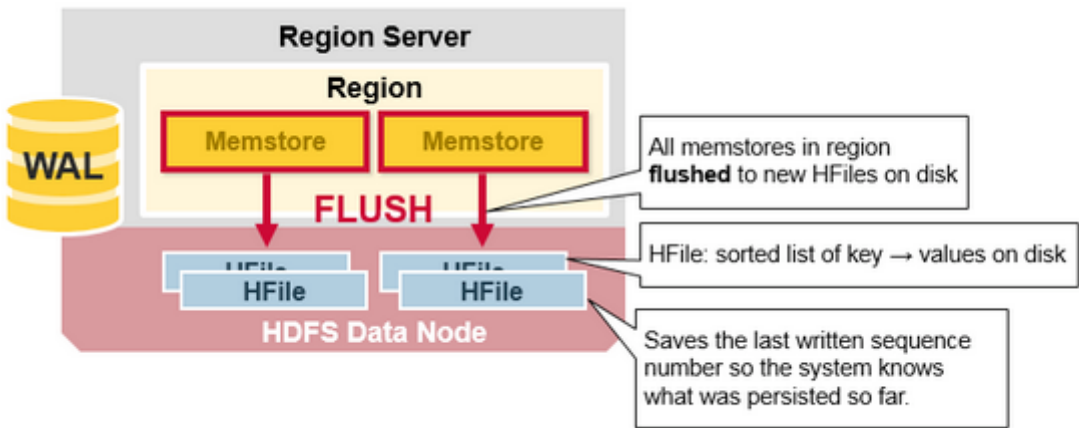 Region Server
Region
WAL
Memstore
Memstore
FLUSH
All memstores in region
flushed to new HFiles on disk
HFile
HFile
HFile: sorted list of key → values on disk
HFile
HFile
HDFS Data Node
Saves the last written sequence
number so the system knows
what was persisted so far.